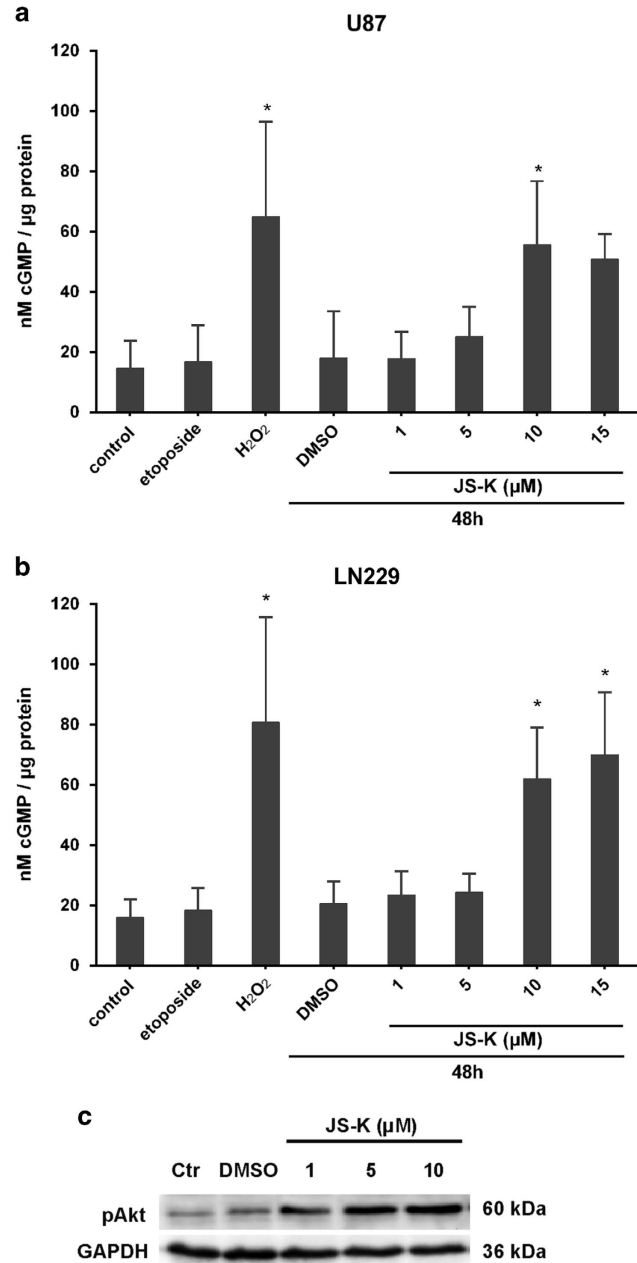 a
U87
nM cGMP / µg protein
120
100
80
60
40
20
0
*
*
control
etoposide
H₂O₂
DMSO
1
5
10
15
JS-K (µM)
48h
b
LN229
nM cGMP / µg protein
120
100
80
60
40
20
0
*
*
*
control
etoposide
H₂O₂
DMSO
1
5
10
15
JS-K (µM)
48h
c
JS-K (µM)
Ctr DMSO 1 5 10
pAkt 60 kDa
GAPDH 36 kDa